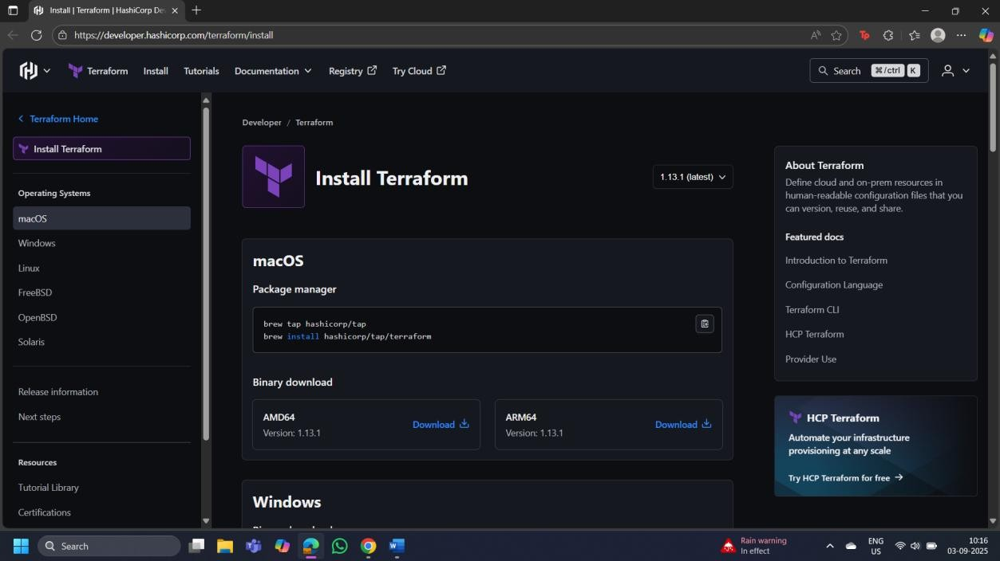 Install | Terraform | HashiCorp De
https://developer.hashicorp.com/terraform/install
Terraform
Install
Tutorials
Documentation
Registry
Try Cloud
Search
⌘/ctrl
K
Terraform Home
Install Terraform
Operating Systems
macOS
Windows
Linux
FreeBSD
OpenBSD
Solaris
Release information
Next steps
Resources
Tutorial Library
Certifications
Developer / Terraform
Install Terraform
1.13.1 (latest)
macOS
Package manager
brew tap hashicorp/tap
brew install hashicorp/tap/terraform
Binary download
AMD64
Version: 1.13.1
Download
ARM64
Version: 1.13.1
Download
Windows
About Terraform
Define cloud and on-prem resources in
human-readable configuration files that you
can version, reuse, and share.
Featured docs
Introduction to Terraform
Configuration Language
Terraform CLI
HCP Terraform
Provider Use
HCP Terraform
Automate your infrastructure
provisioning at any scale
Try HCP Terraform for free →
Search
Rain warning
In effect
ENG
US
10:16
03-09-2025